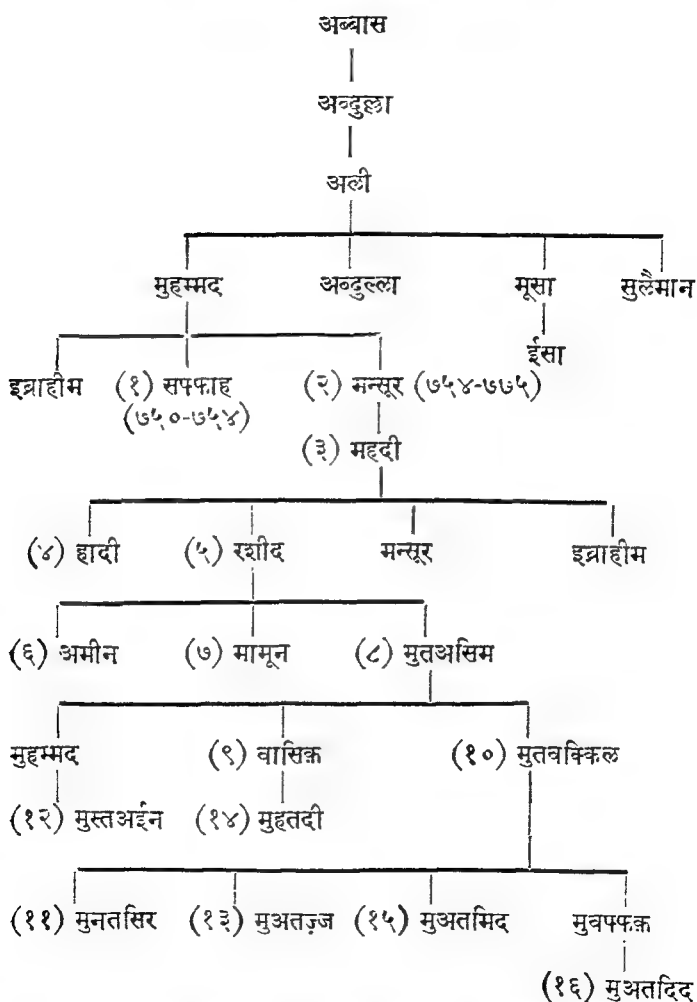 अब्बास
अब्दुल्ला
अली
मुहम्मद अब्दुल्ला मूसा सुलैमान
ईसा
इब्राहीम (१) सफ्फाह (२) मन्सूर (७५४-७७५)
(७५०-७५४)
(३) महदी
(४) हादी (५) रशीद मन्सूर इब्राहीम
(६) अमीन (७) मामून (८) मुतअसिम
मुहम्मद (९) वासिक़ (१०) मुतवक्किल
(१२) मुस्तअईन (१४) मुहतदी
(११) मुनतसिर (१३) मुअतज़्ज (१५) मुअतमिद मुवफ्फक़
(१६) मुअतदिद